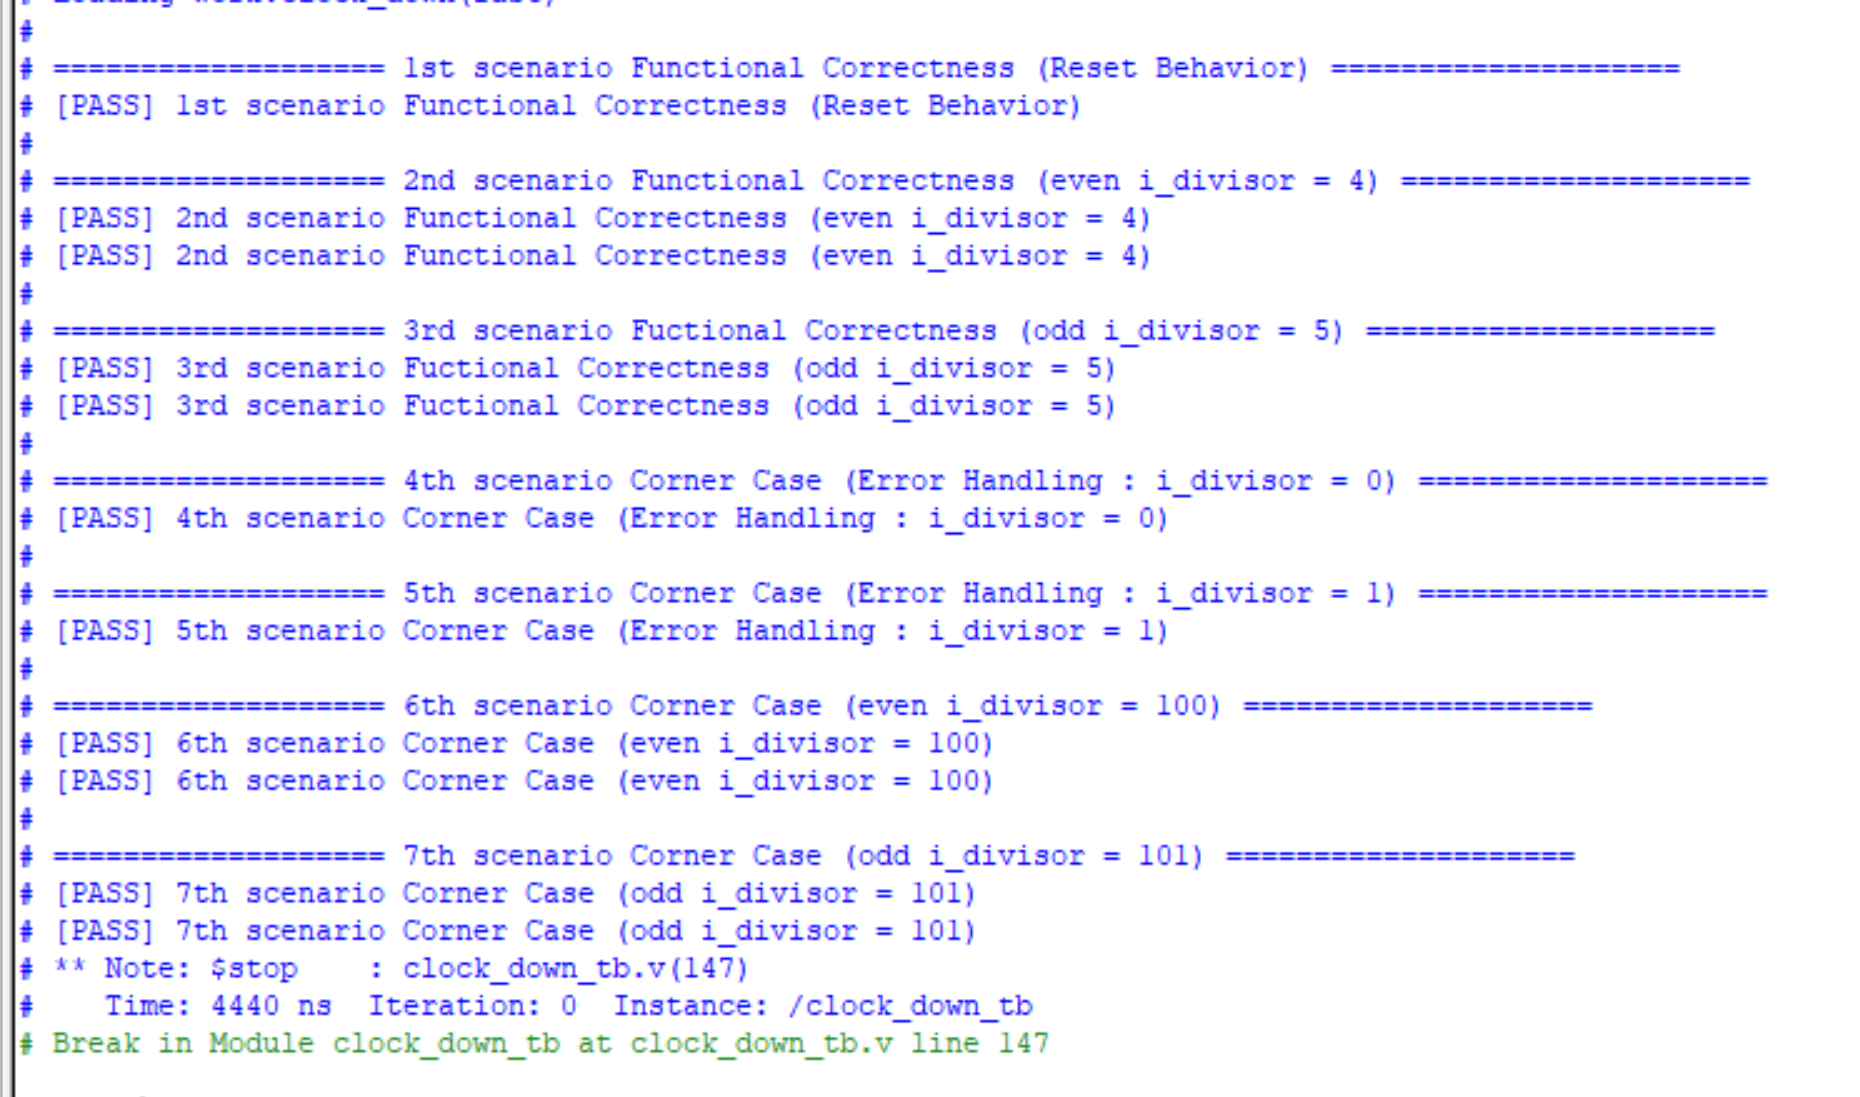 #
# =================== 1st scenario Functional Correctness (Reset Behavior) ====================
# [PASS] 1st scenario Functional Correctness (Reset Behavior)
#
# =================== 2nd scenario Functional Correctness (even i_divisor = 4) ====================
# [PASS] 2nd scenario Functional Correctness (even i_divisor = 4)
# [PASS] 2nd scenario Functional Correctness (even i_divisor = 4)
#
# =================== 3rd scenario Fuctional Correctness (odd i_divisor = 5) ====================
# [PASS] 3rd scenario Fuctional Correctness (odd i_divisor = 5)
# [PASS] 3rd scenario Fuctional Correctness (odd i_divisor = 5)
#
# =================== 4th scenario Corner Case (Error Handling : i_divisor = 0) ====================
# [PASS] 4th scenario Corner Case (Error Handling : i_divisor = 0)
#
# =================== 5th scenario Corner Case (Error Handling : i_divisor = 1) ====================
# [PASS] 5th scenario Corner Case (Error Handling : i_divisor = 1)
#
# =================== 6th scenario Corner Case (even i_divisor = 100) ====================
# [PASS] 6th scenario Corner Case (even i_divisor = 100)
# [PASS] 6th scenario Corner Case (even i_divisor = 100)
#
# =================== 7th scenario Corner Case (odd i_divisor = 101) ====================
# [PASS] 7th scenario Corner Case (odd i_divisor = 101)
# [PASS] 7th scenario Corner Case (odd i_divisor = 101)
# ** Note: $stop    : clock_down_tb.v(147)
#    Time: 4440 ns  Iteration: 0  Instance: /clock_down_tb
# Break in Module clock_down_tb at clock_down_tb.v line 147